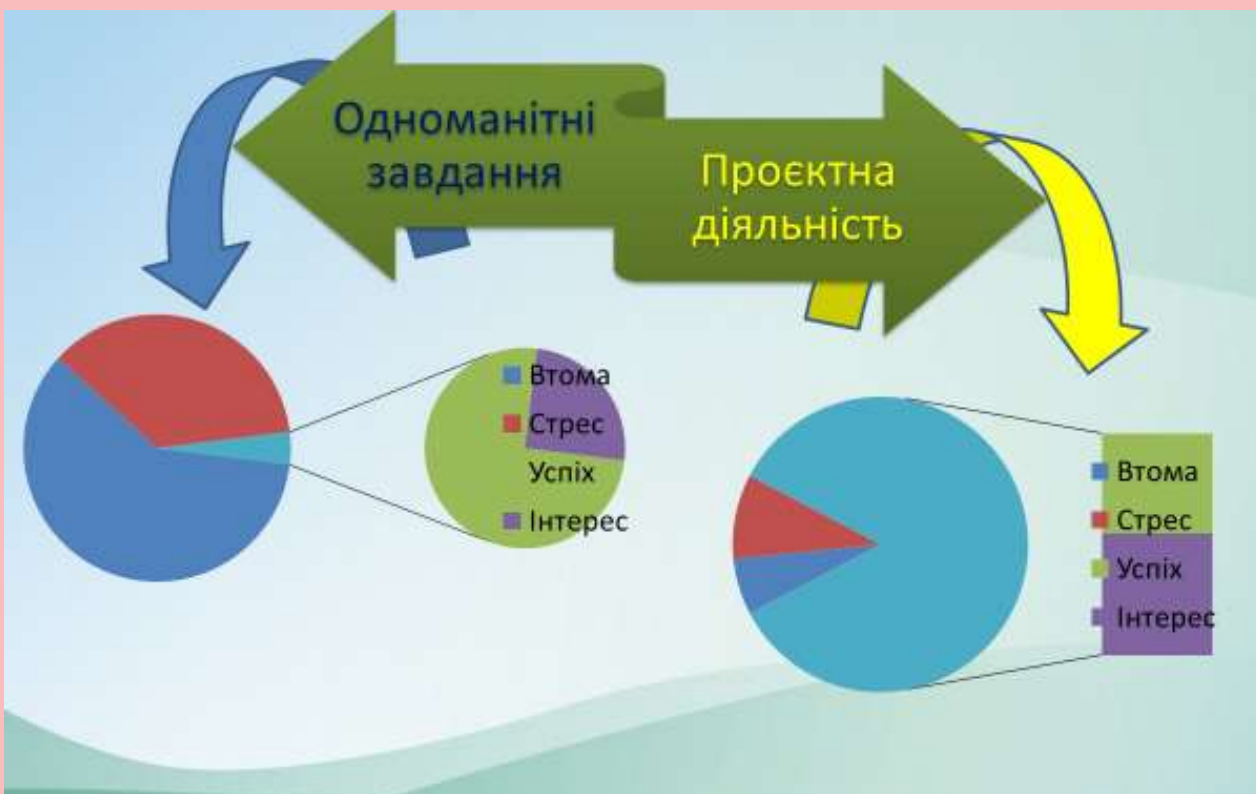 Одноманітні
завдання
Проєктна
діяльність
Втома
Стрес
Успіх
Інтерес
Втома
Стрес
Успіх
Інтерес